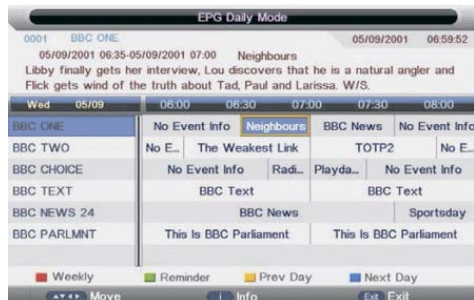 EPG Daily Mode
0001 BBC ONE 05/09/2001 06:59:52
05/09/2001 06:35-05/09/2001 07:00 Neighbours
Libby finally gets her interview, Lou discovers that he is a natural angler and
Flick gets wind of the truth about Tad, Paul and Larissa. W/S.
Wed 05/09 06:00 06:30 07:00 07:30 08:00
BBC ONE No Event Info Neighbours BBC News No Event Info
BBC TWO No E... The Weakest Link TOTP2 No E...
BBC CHOICE No Event Info Radi... Playda... No Event Info
BBC TEXT BBC Text BBC Text
BBC NEWS 24 BBC News Sportsday
BBC PARLMNT This Is BBC Parliament This Is BBC Parliament
Weekly Reminder Prev Day Next Day
Move i Info Exit Exit